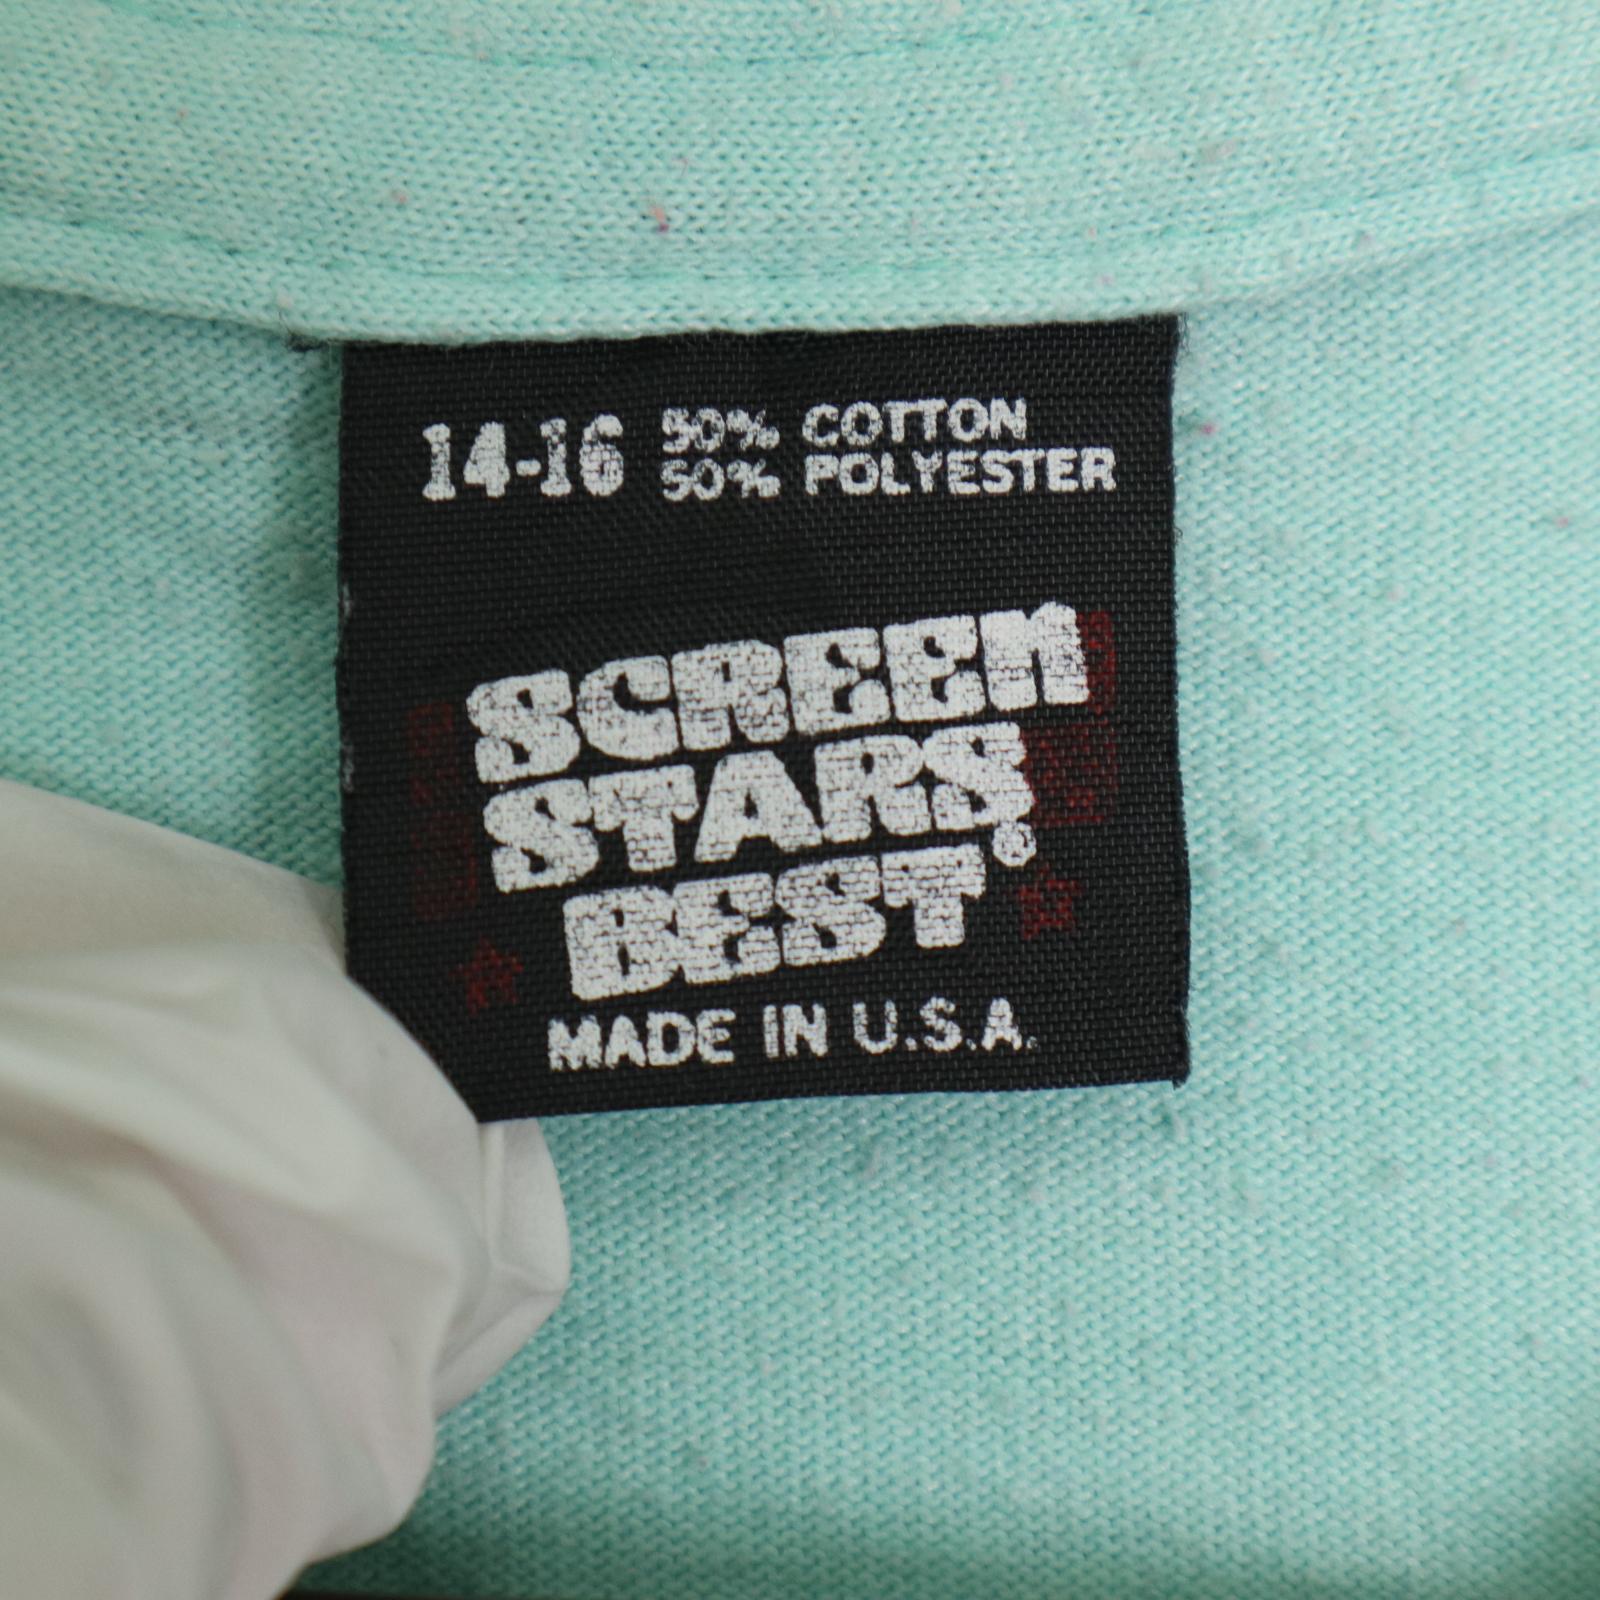 14-16 50% COTTON
50% POLYESTER
SCREEN
STARS®
BEST
MADE IN U.S.A.